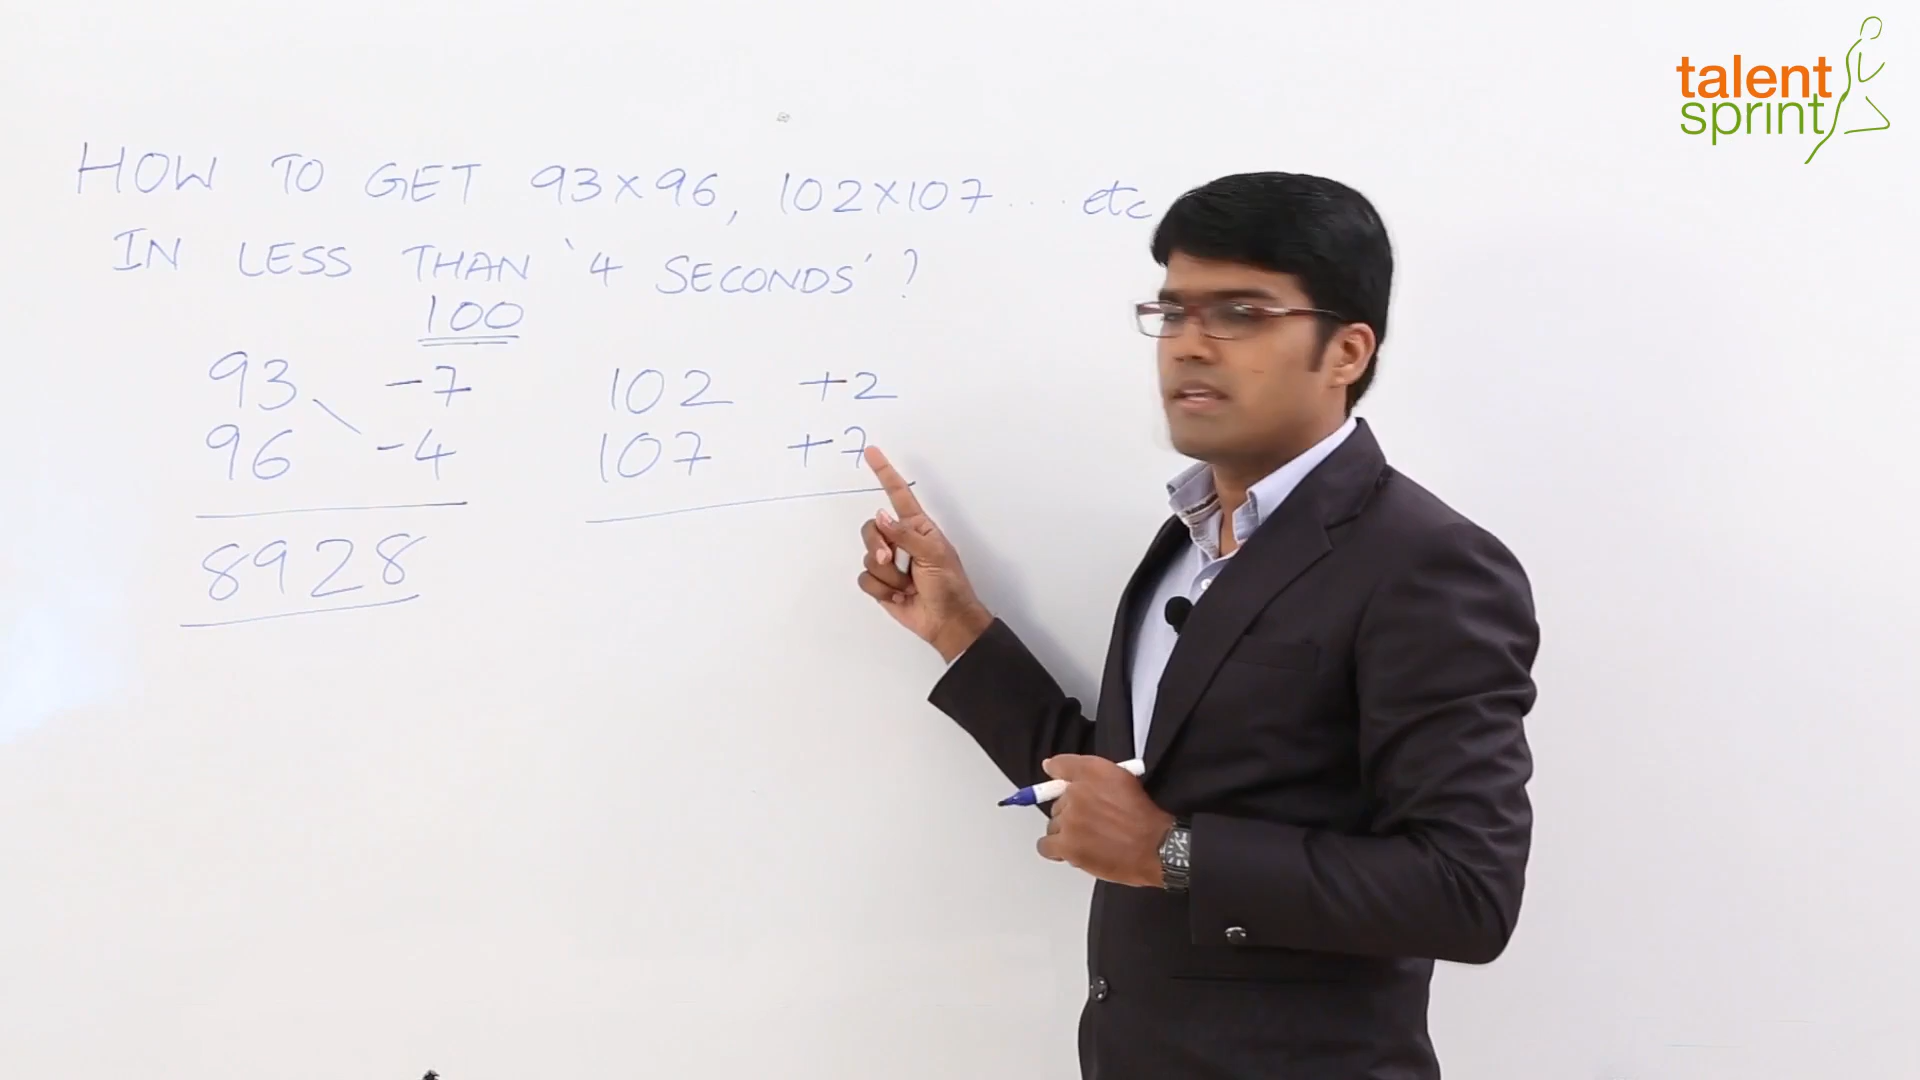 talent
sprint
HOW TO GET 93×96, 102×107 .... etc
IN LESS THAN '4 SECONDS' ?
100
93 -7 102 +2
96 -4 107 +7
8928